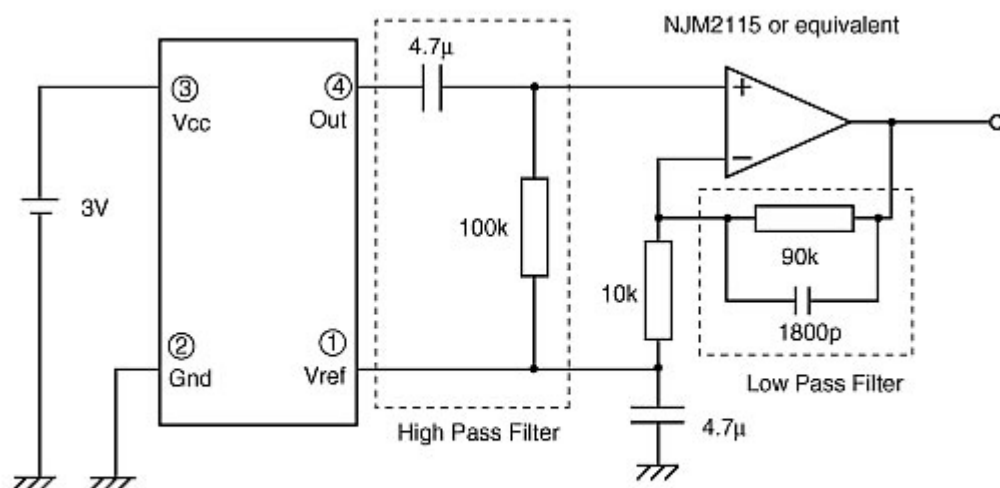 NJM2115 or equivalent
4.7μ
③
Vcc
④
Out
+
−
3V
100k
10k
90k
1800p
Low Pass Filter
②
Gnd
①
Vref
High Pass Filter
4.7μ